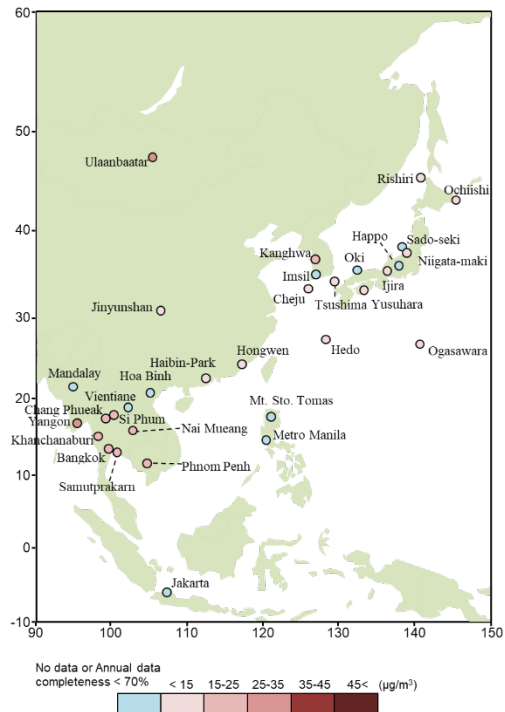 60
50
40
30
20
10
0
-10
90
100
110
120
130
140
150
Ulaanbaatar
Rishiri
Ochiishi
Happo
Sado-seki
Kanghwa
Oki
Niigata-maki
Imsil
Ijira
Cheju
Tsushima
Yusuhara
Jinyunshan
Hongwen
Hedo
Ogasawara
Haibin-Park
Mandalay
Hoa Binh
Vientiane
Mt. Sto. Tomas
Chang Phueak
Si Phum
Yangon
Nai Mueang
Khanchanaburi
Metro Manila
Bangkok
Phnom Penh
Samutprakarn
Jakarta
No data or Annual data
completeness < 70%
< 15 15-25 25-35 35-45 45< (μg/m³)